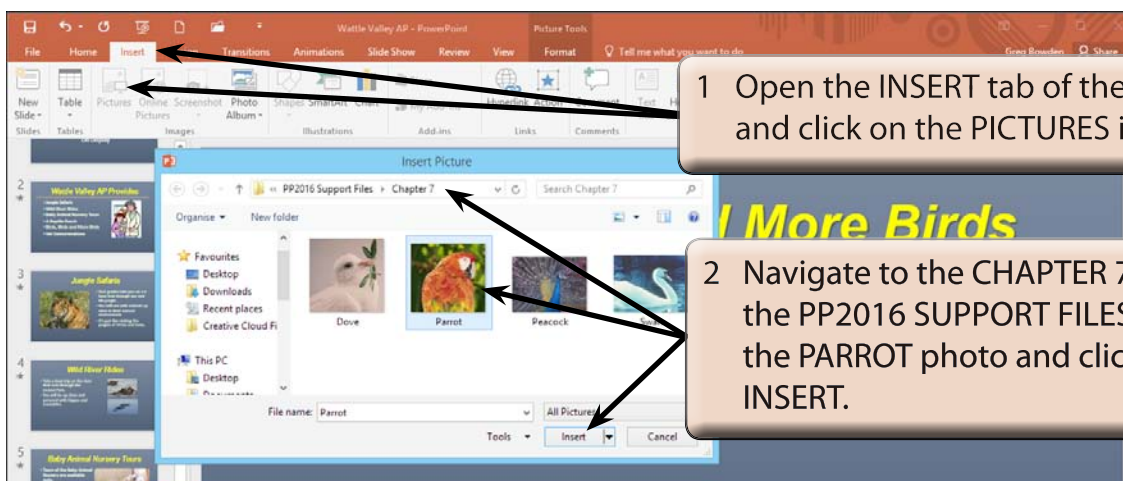 Wattle Valley AP - PowerPoint
Picture Tools
File Home Insert Transitions Animations Slide Show Review View Format Tell me what you want to do
Greg Bowden Share
New Slide
Table
Pictures
Online Pictures
Screenshot
Photo Album
Shapes SmartArt Chart
Hyperlink Action Comment Text
Slides Tables Images Illustrations Add-ins Links Comments
1 Open the INSERT tab of the
and click on the PICTURES i
Insert Picture
PP2016 Support Files Chapter 7
Search Chapter 7
Organise New folder
Favourites
Desktop
Downloads
Recent places
Creative Cloud Fi
This PC
Desktop
Documents
Dove Parrot Peacock
File name: Parrot
All Pictures
Tools Insert Cancel
2
Wattle Valley AP Provides
3
Jungle Safaris
4
Wild River Rides
5
Baby Animal Nursery Tours
More Birds
2 Navigate to the CHAPTER 7
the PP2016 SUPPORT FILES
the PARROT photo and clic
INSERT.